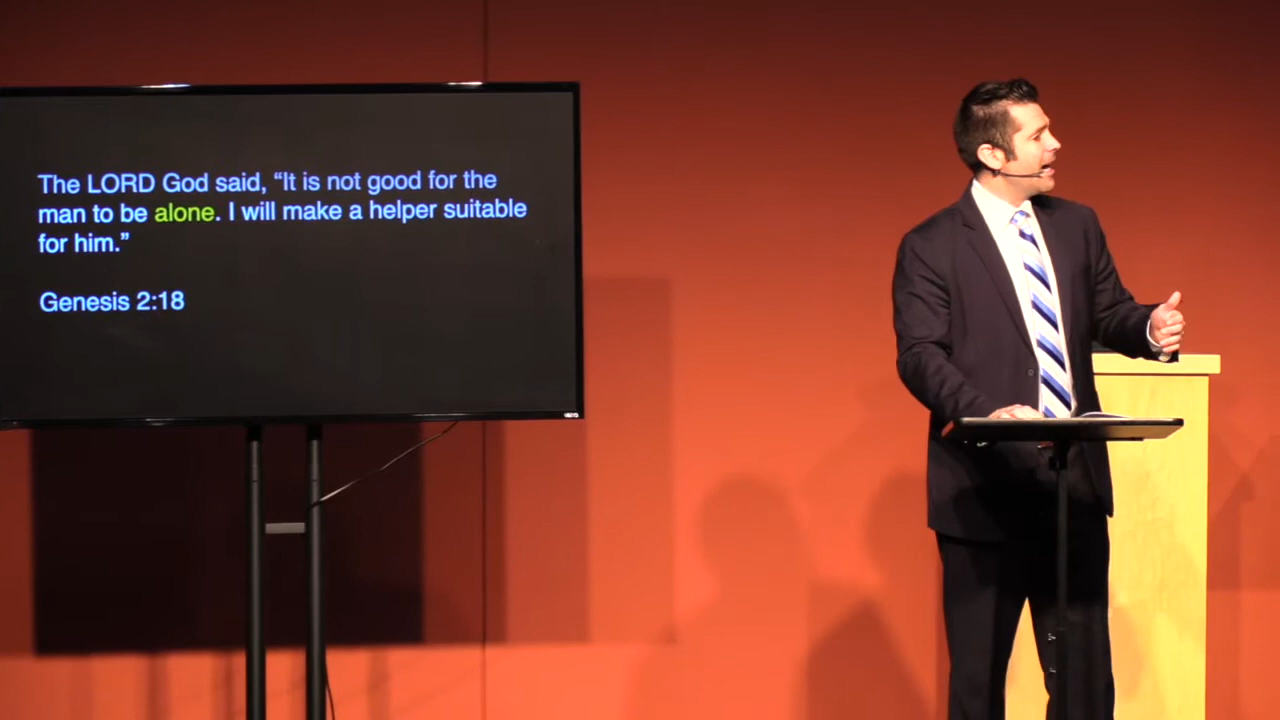 The LORD God said, “It is not good for the
man to be alone. I will make a helper suitable
for him.”
Genesis 2:18